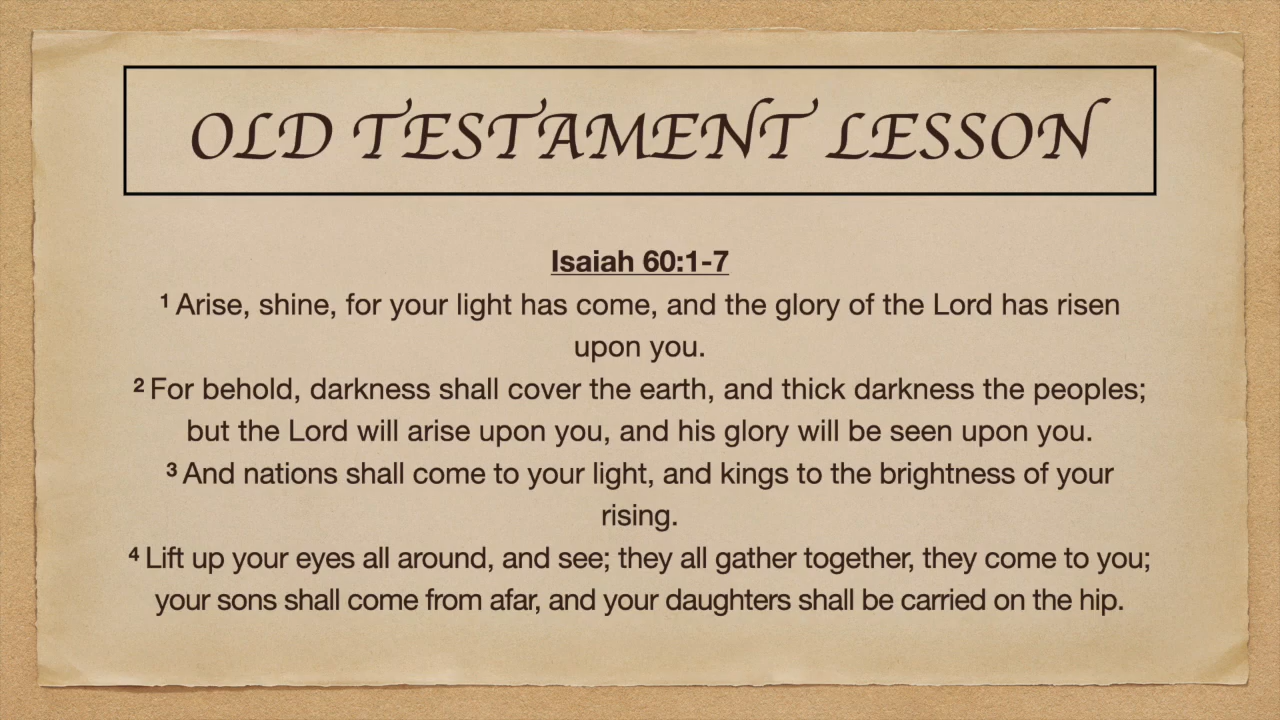 OLD TESTAMENT LESSON
Isaiah 60:1-7
¹ Arise, shine, for your light has come, and the glory of the Lord has risen
upon you.
² For behold, darkness shall cover the earth, and thick darkness the peoples;
but the Lord will arise upon you, and his glory will be seen upon you.
³ And nations shall come to your light, and kings to the brightness of your
rising.
⁴ Lift up your eyes all around, and see; they all gather together, they come to you;
your sons shall come from afar, and your daughters shall be carried on the hip.